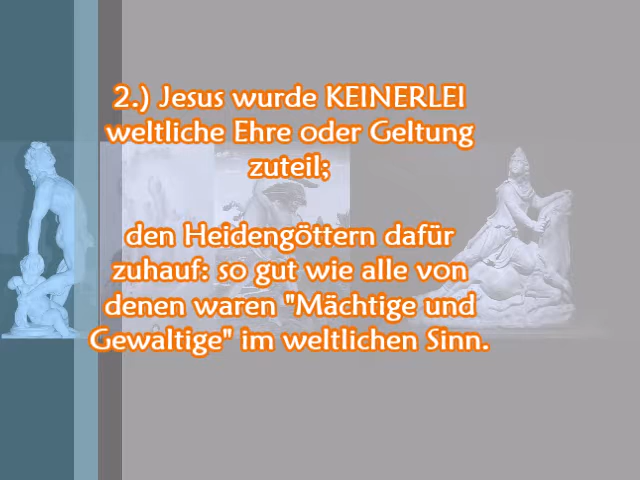 2.) Jesus wurde KEINERLEI
weltliche Ehre oder Geltung
zuteil;
den Heidengöttern dafür
zuhauf: so gut wie alle von
denen waren "Mächtige und
Gewaltige" im weltlichen Sinn.